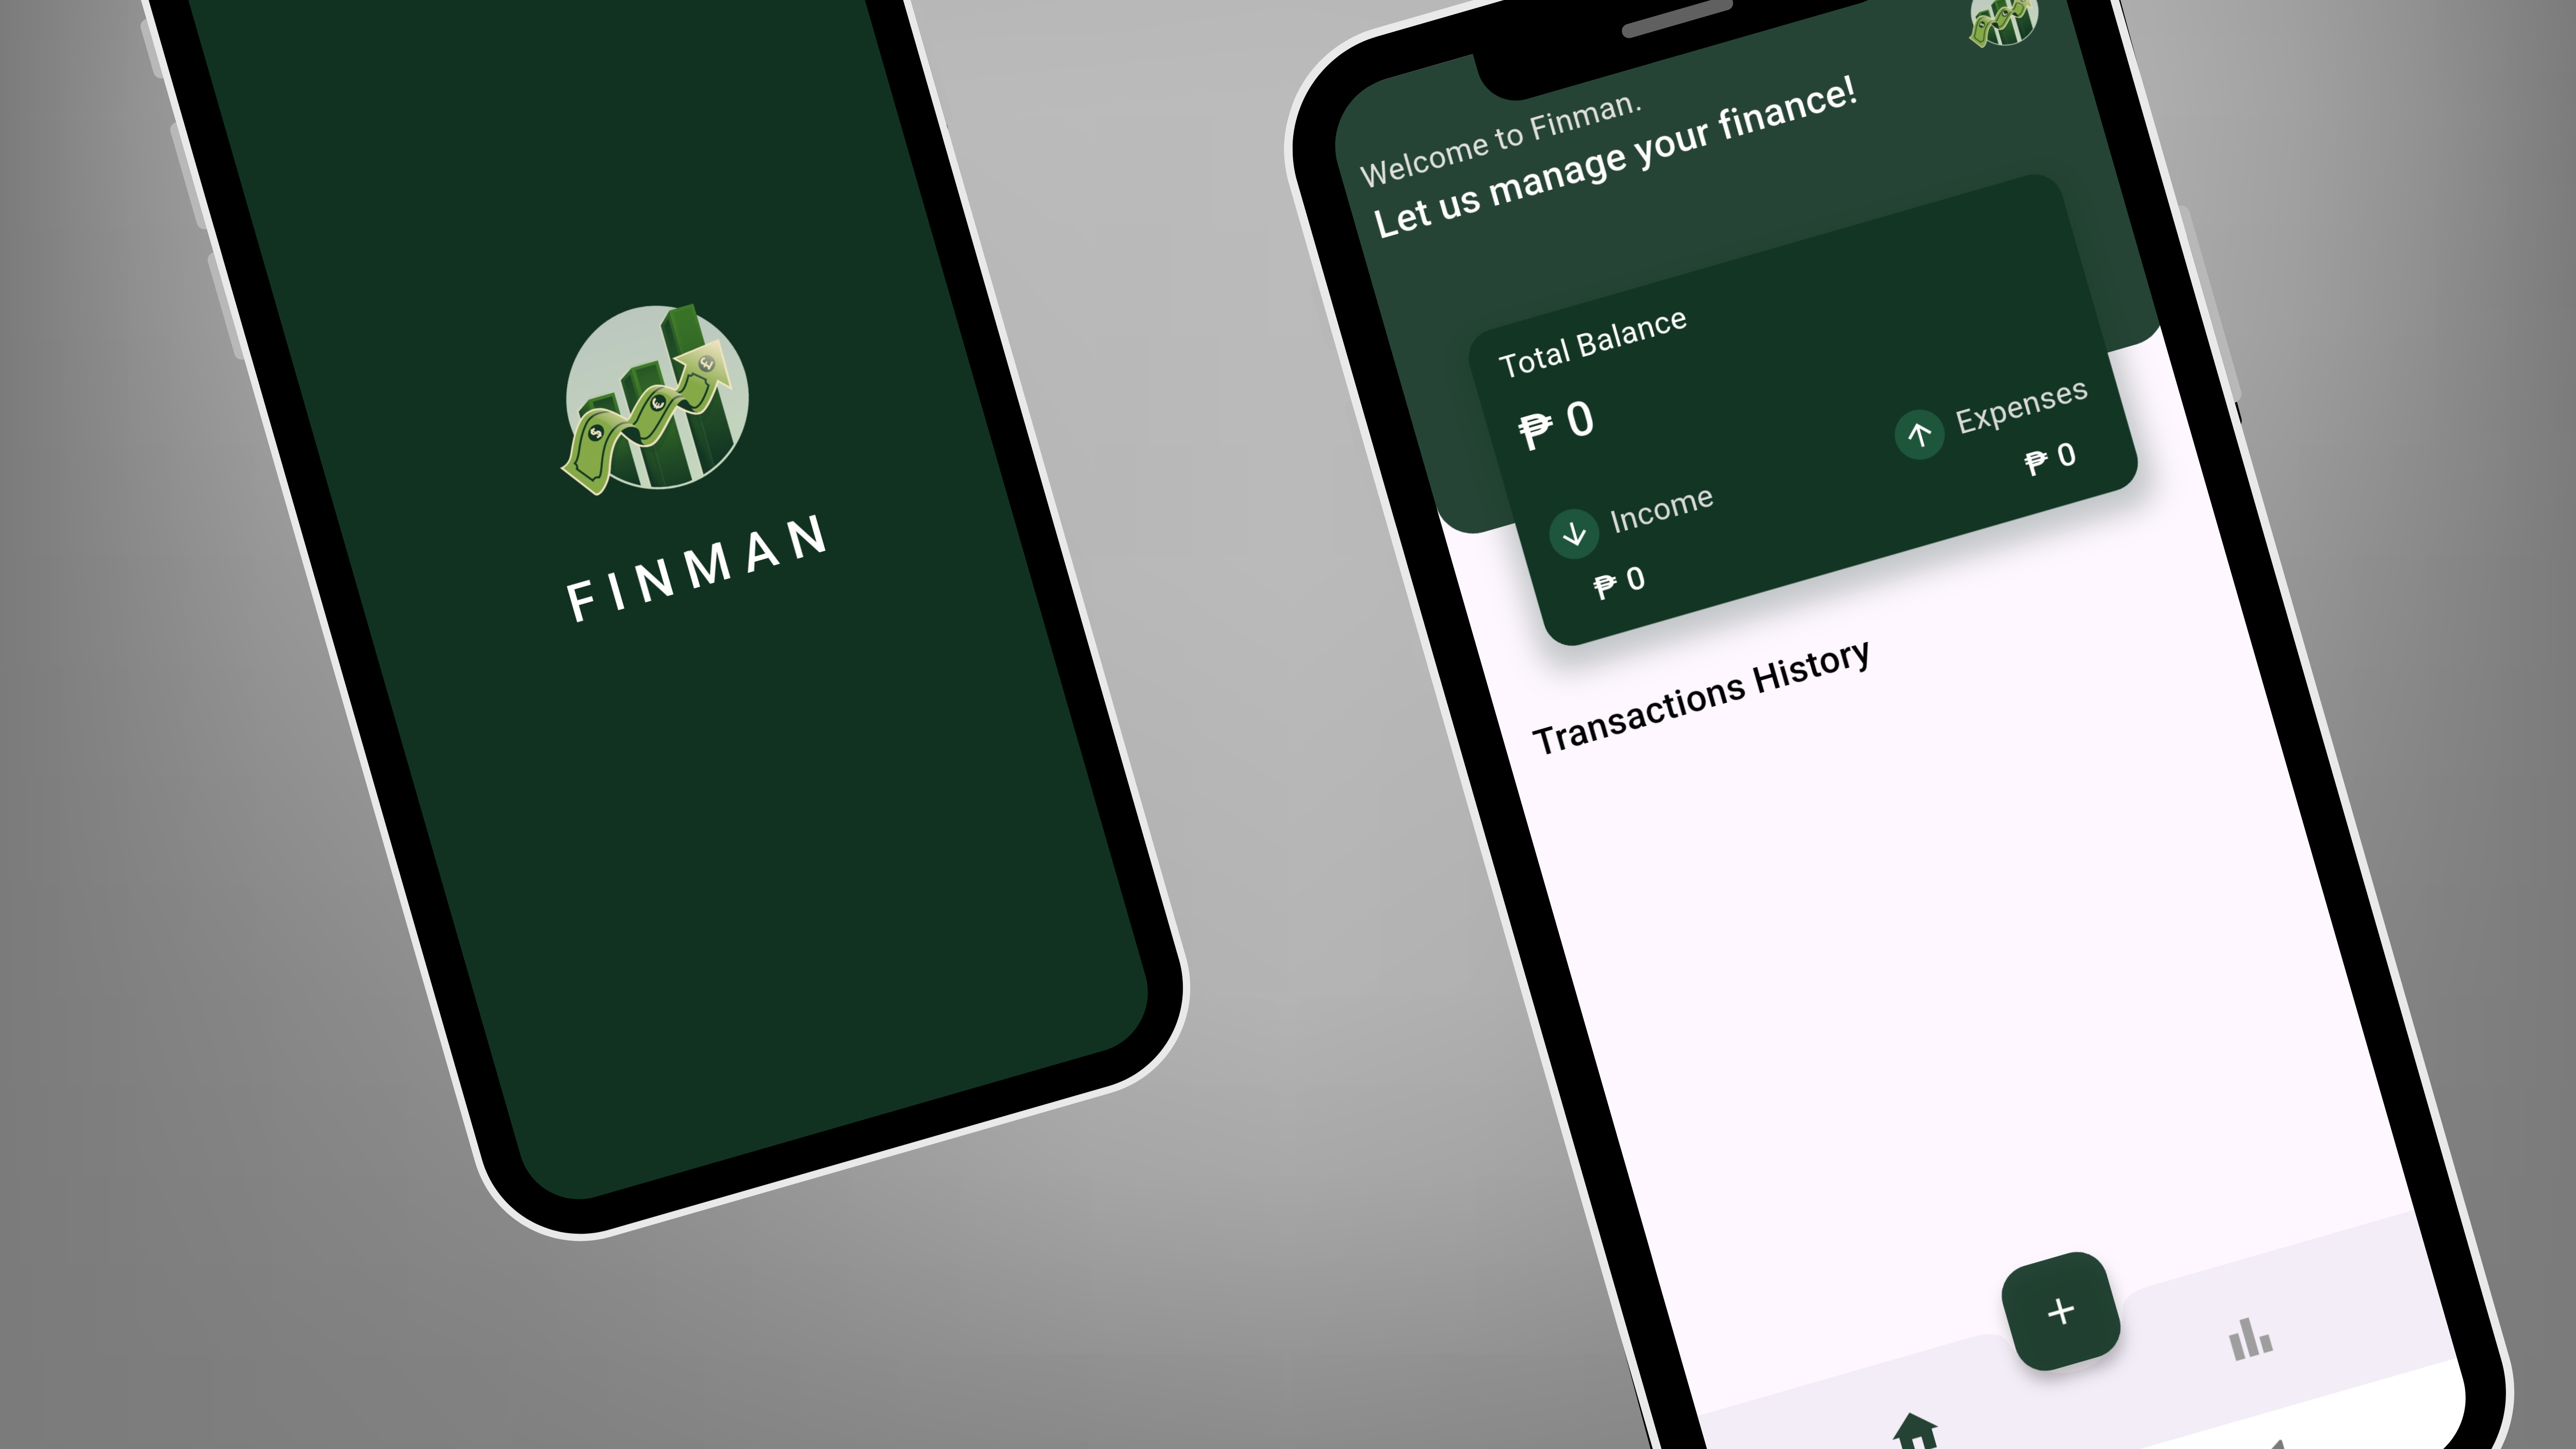 FINMAN
Welcome to Finman.
Let us manage your finance!
Total Balance
₱ 0
Income
₱ 0
Expenses
₱ 0
Transactions History